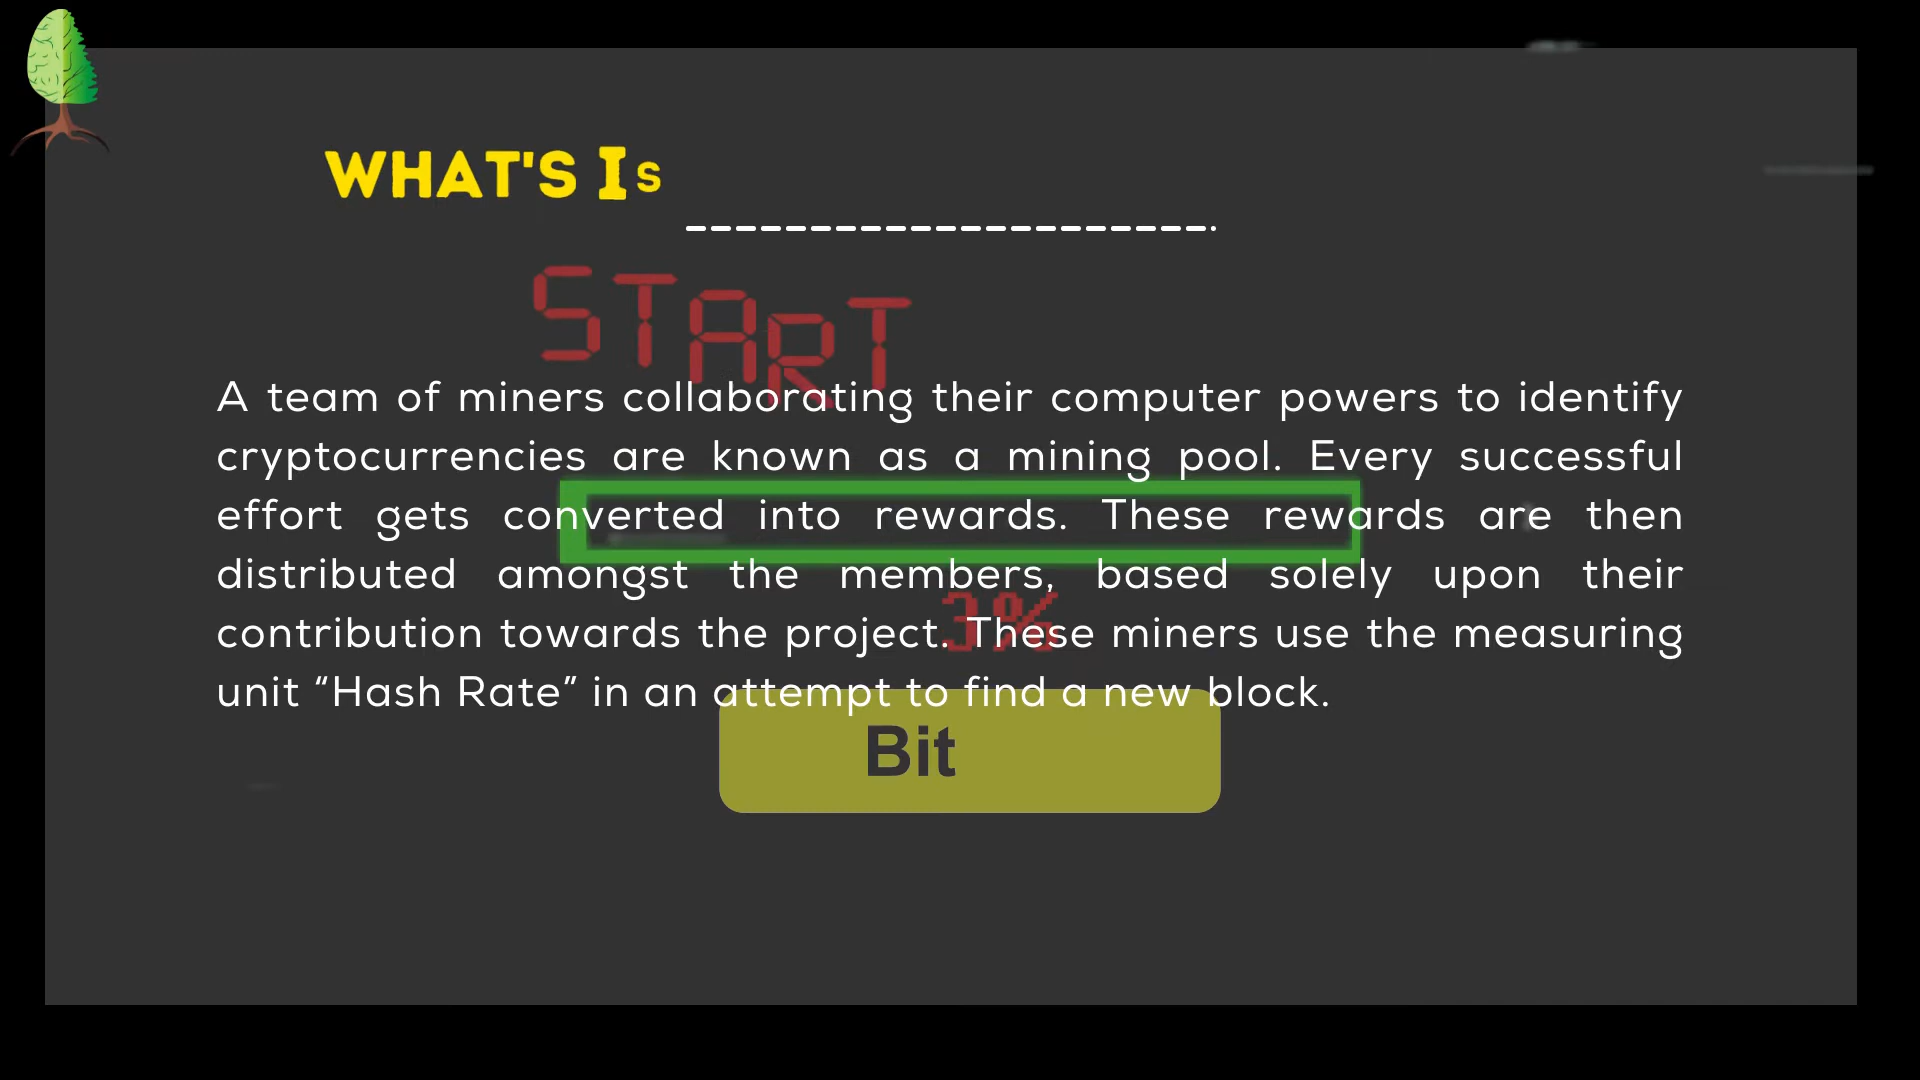 WHAT'S Is
START
A team of miners collaborating their computer powers to identify
cryptocurrencies are known as a mining pool. Every successful
effort gets converted into rewards. These rewards are then
distributed amongst the members, based solely upon their
3%
contribution towards the project. These miners use the measuring
unit “Hash Rate” in an attempt to find a new block.
Bit